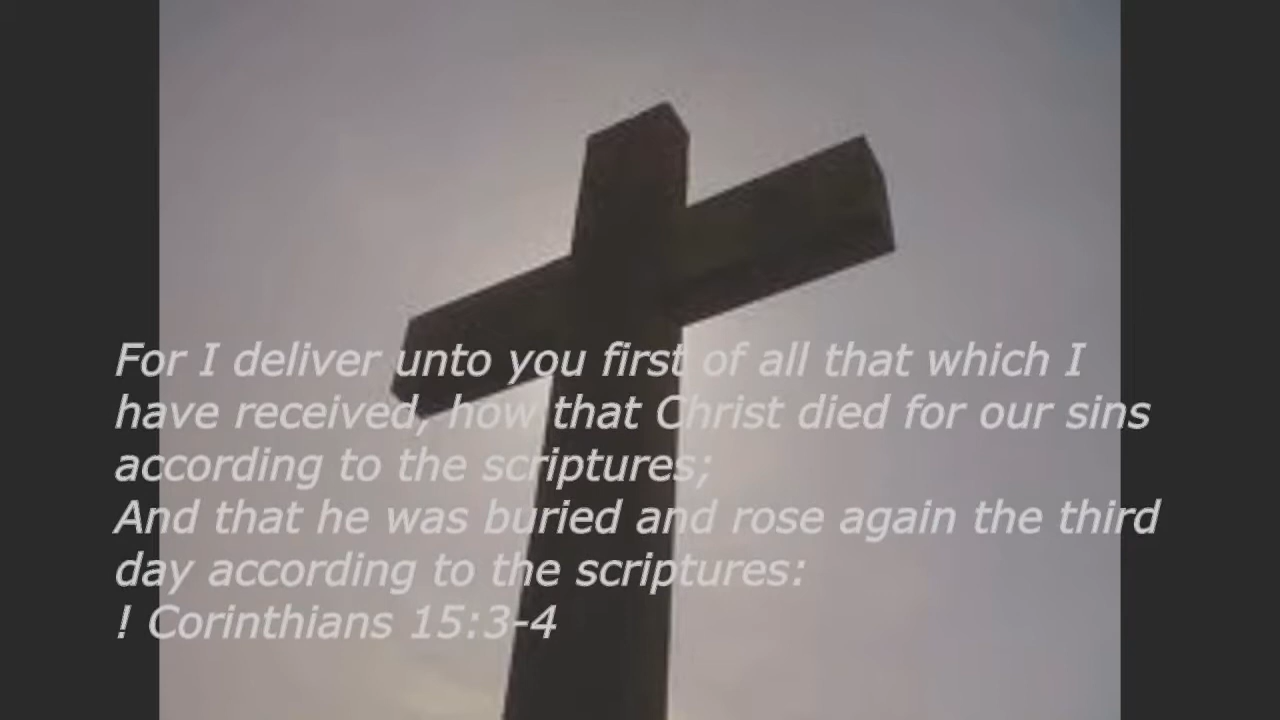 For I deliver unto you first of all that which I
have received, how that Christ died for our sins
according to the scriptures;
And that he was buried and rose again the third
day according to the scriptures:
! Corinthians 15:3-4